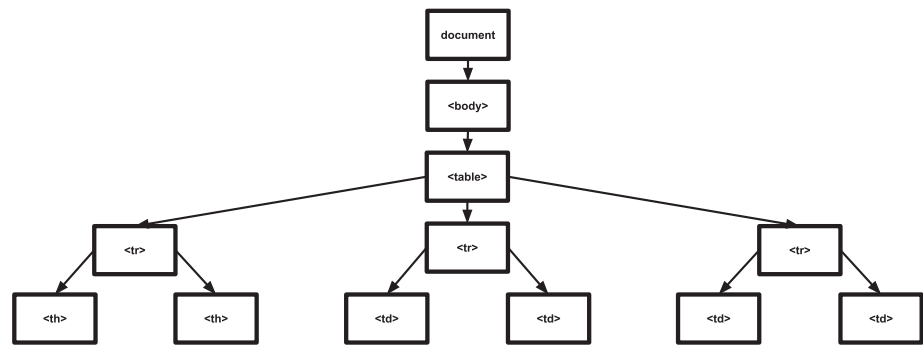 document
<body>
<table>
<tr>
<tr>
<tr>
<th>
<th>
<td>
<td>
<td>
<td>